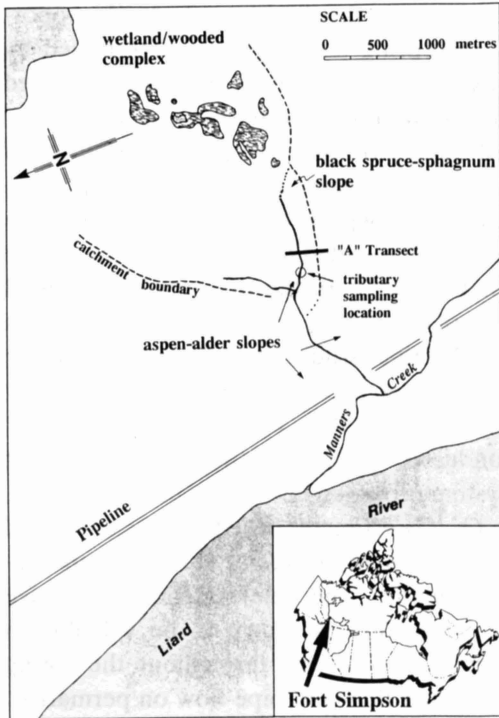 SCALE
0 500 1000 metres
wetland/wooded
complex
N
black spruce-sphagnum
slope
"A" Transect
catchment boundary
tributary
sampling
location
aspen-alder slopes
Manners Creek
Pipeline
River
Liard
Fort Simpson